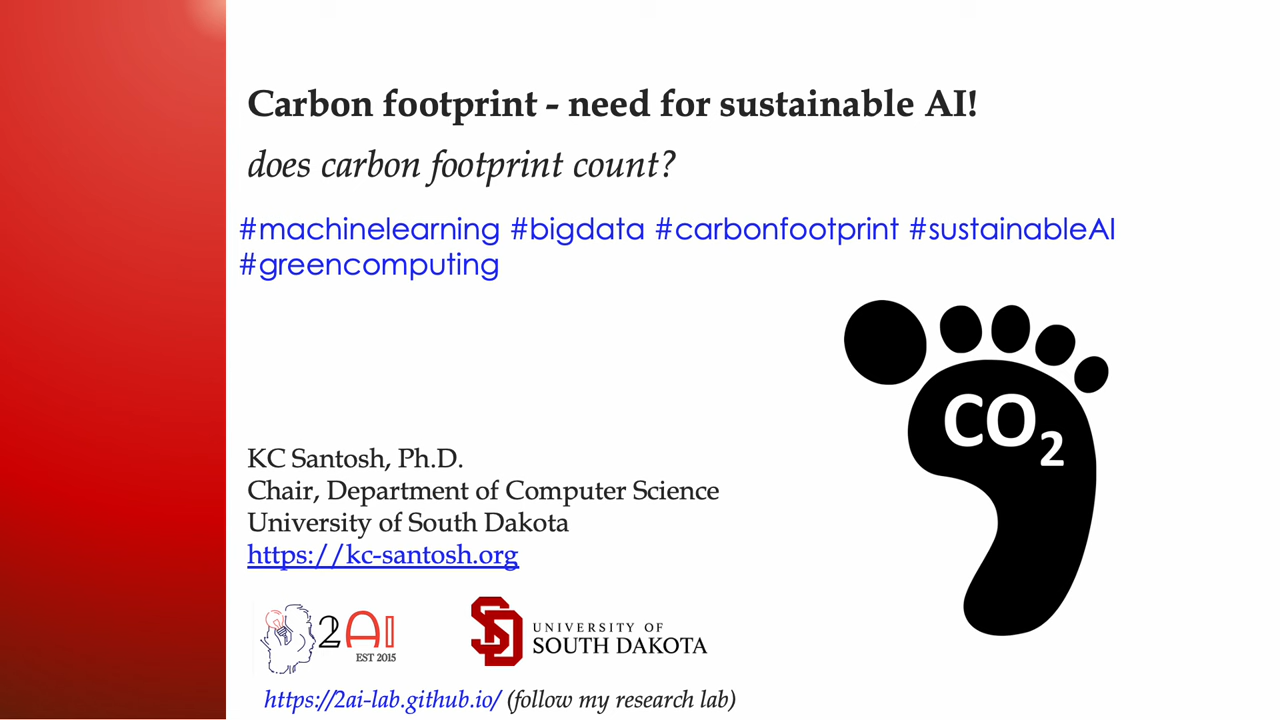 Carbon footprint - need for sustainable AI!
does carbon footprint count?
#machinelearning #bigdata #carbonfootprint #sustainableAI
#greencomputing
CO2
KC Santosh, Ph.D.
Chair, Department of Computer Science
University of South Dakota
https://kc-santosh.org
2AI
EST 2015
SD
UNIVERSITY OF
SOUTH DAKOTA
https://2ai-lab.github.io/ (follow my research lab)